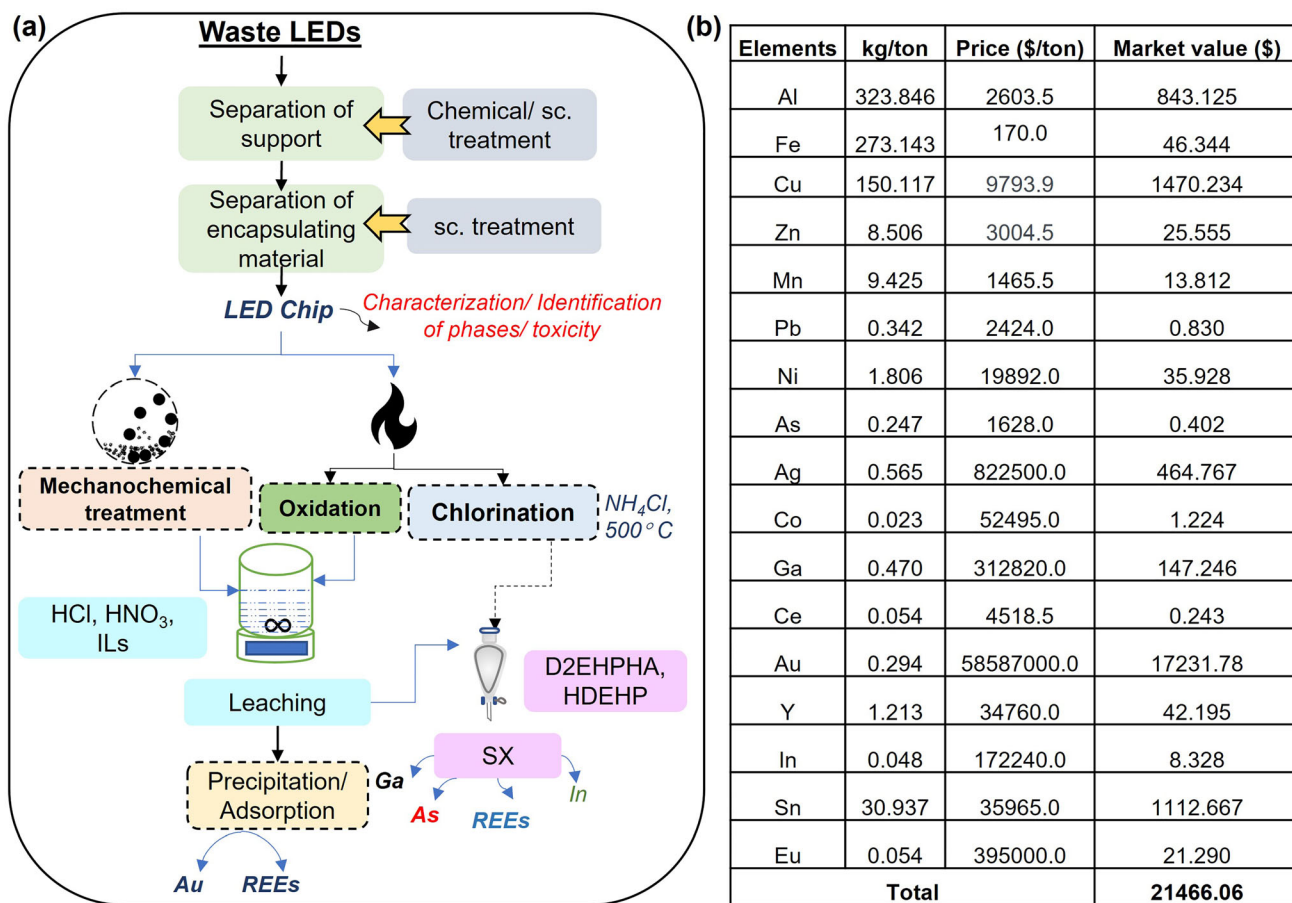 (a)
Waste LEDs
Separation of
support
Chemical/ sc.
treatment
Separation of
encapsulating
material
sc. treatment
LED Chip
Characterization/ Identification
of phases/ toxicity
Mechanochemical
treatment
Oxidation
Chlorination
NH₄Cl,
500° C
HCl, HNO₃,
ILs
D2EHPHA,
HDEHP
Leaching
SX
Precipitation/
Adsorption
Ga
As
REEs
In
Au
REEs
(b)
Elements kg/ton Price ($/ton) Market value ($)
Al 323.846 2603.5 843.125
Fe 273.143 170.0 46.344
Cu 150.117 9793.9 1470.234
Zn 8.506 3004.5 25.555
Mn 9.425 1465.5 13.812
Pb 0.342 2424.0 0.830
Ni 1.806 19892.0 35.928
As 0.247 1628.0 0.402
Ag 0.565 822500.0 464.767
Co 0.023 52495.0 1.224
Ga 0.470 312820.0 147.246
Ce 0.054 4518.5 0.243
Au 0.294 58587000.0 17231.78
Y 1.213 34760.0 42.195
In 0.048 172240.0 8.328
Sn 30.937 35965.0 1112.667
Eu 0.054 395000.0 21.290
Total 21466.06